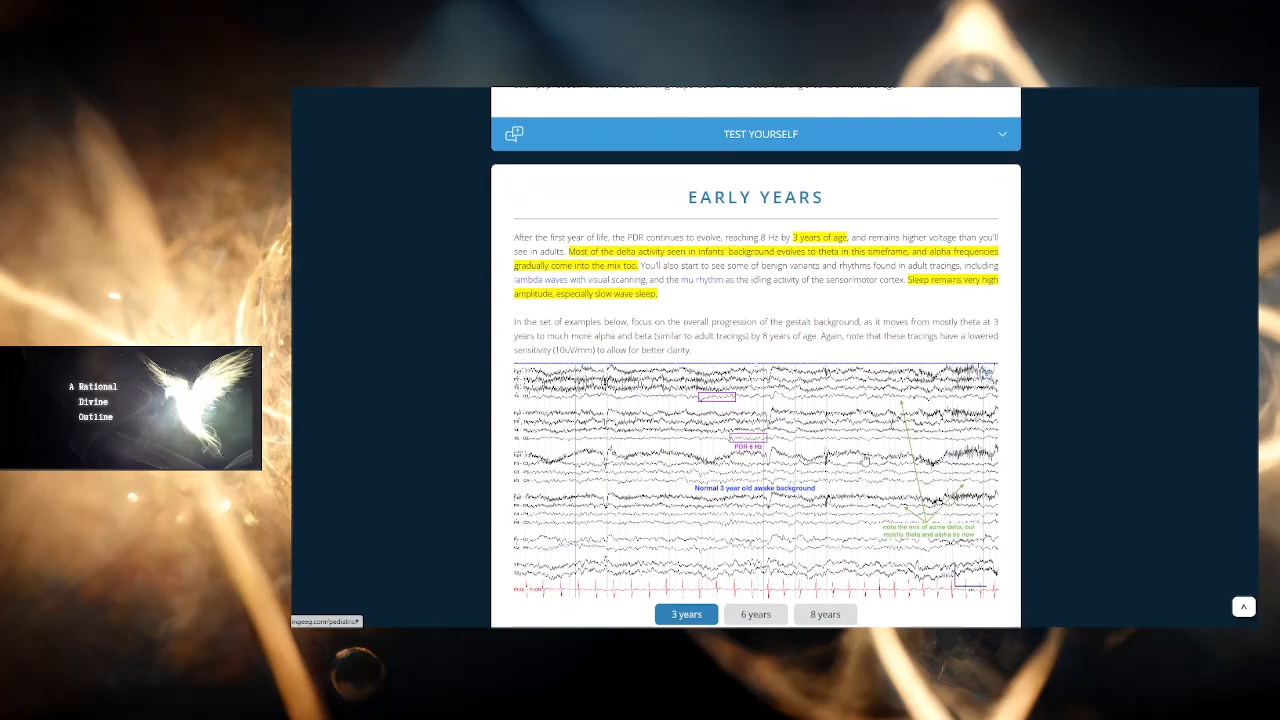 TEST YOURSELF
EARLY YEARS
After the first year of life, the PDR continues to evolve, reaching 8 Hz by 3 years of age, and remains higher voltage than you'll
see in adults. Most of the delta activity seen in infants' background evolves to theta in this timeframe, and alpha frequencies
gradually come into the mix too. You'll also start to see some of benign variants and rhythms found in adult tracings, including
lambda waves with visual scanning, and the mu rhythm as the idling activity of the sensorimotor cortex. Sleep remains very high
amplitude, especially slow wave sleep.
In the set of examples below, focus on the overall progression of the gestalt background, as it moves from mostly theta at 3
years to much more alpha and beta (similar to adult tracings) by 8 years of age. Again, note that these tracings have a lowered
sensitivity (10uV/mm) to allow for better clarity.
A Rational
Divine
Outline
PDR 8 Hz
Normal 3 year old awake background
note the mix of some delta, but
mostly theta and alpha by now
3 years 6 years 8 years
ingeeg.com/pediatric#